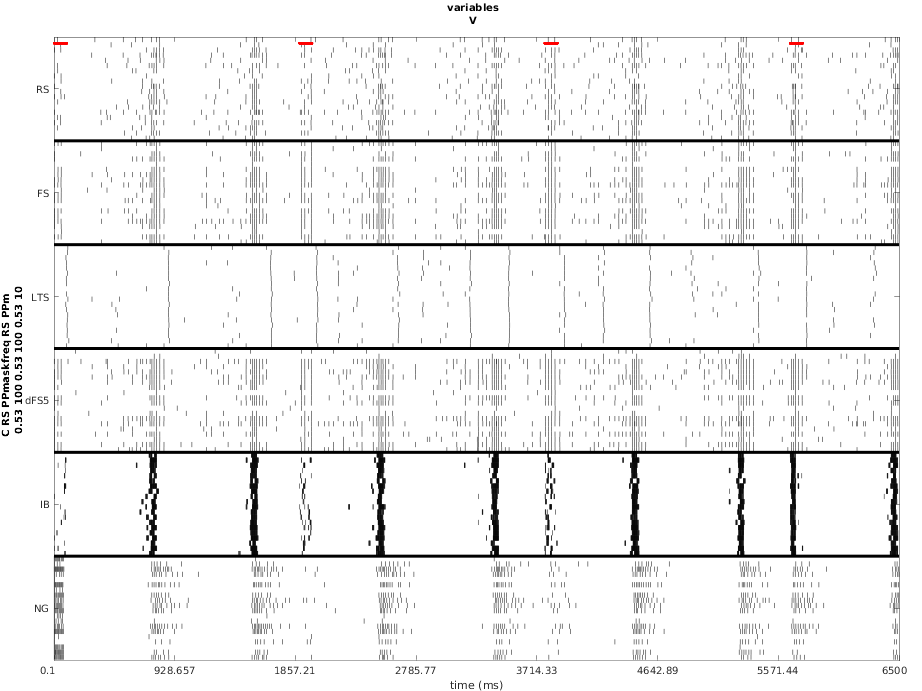 variables
V
RS
FS
LTS
dFS5
IB
NG
C RS PPmaskfreq RS PPm
0.53 100 0.53 100 0.53 10
0.1 928.657 1857.21 2785.77 3714.33 4642.89 5571.44 6500
time (ms)